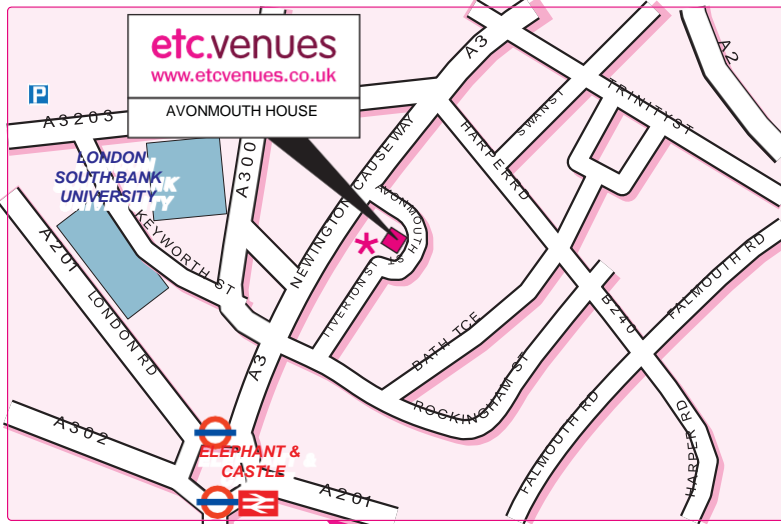 etc.venues
www.etcvenues.co.uk
AVONMOUTH HOUSE
P
A3203
LONDON
SOUTH BANK
UNIVERSITY
A300
A3
A2
SWAN ST
TRINITY ST
HARPER RD
NEWINGTON CAUSEWAY
AVONMOUTH ST
TIVERTON ST
KEYWORTH ST
A201
LONDON RD
FALMOUTH RD
B240
BATH TCE
ROCKINGHAM ST
A3
A302
ELEPHANT &
CASTLE
A201
FALMOUTH RD
HARPER RD